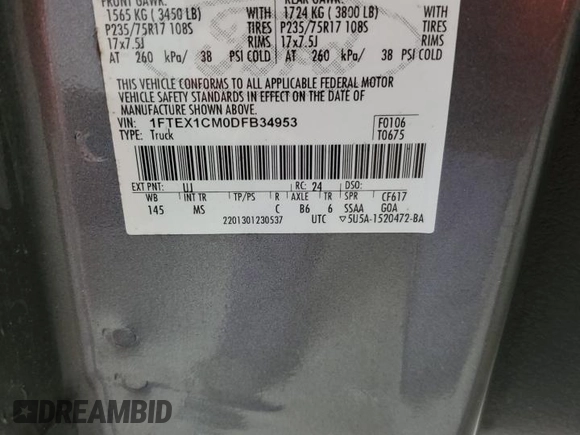 FRONT GAWR: REAR GAWR:
1565 KG ( 3450 LB) WITH 1724 KG ( 3800 LB) WITH
P235/75R17 108S TIRES P235/75R17 108S TIRES
17x7.5J RIMS 17x7.5J RIMS
AT 260 kPa/ 38 PSI COLD AT 260 kPa/ 38 PSI COLD
THIS VEHICLE CONFORMS TO ALL APPLICABLE FEDERAL MOTOR
VEHICLE SAFETY STANDARDS IN EFFECT ON THE DATE OF
MANUFACTURE SHOWN ABOVE.
VIN: 1FTEX1CM0DFB34953 F0106
TYPE: Truck T0675
EXT PNT: UJ RC: 24 DSO:
WB INT TR TP/PS R AXLE TR SPR CF617
145 MS C B6 6 SSAA GOA
2201301230537 UTC ▽5U5A-1520472-BA
DREAMBID